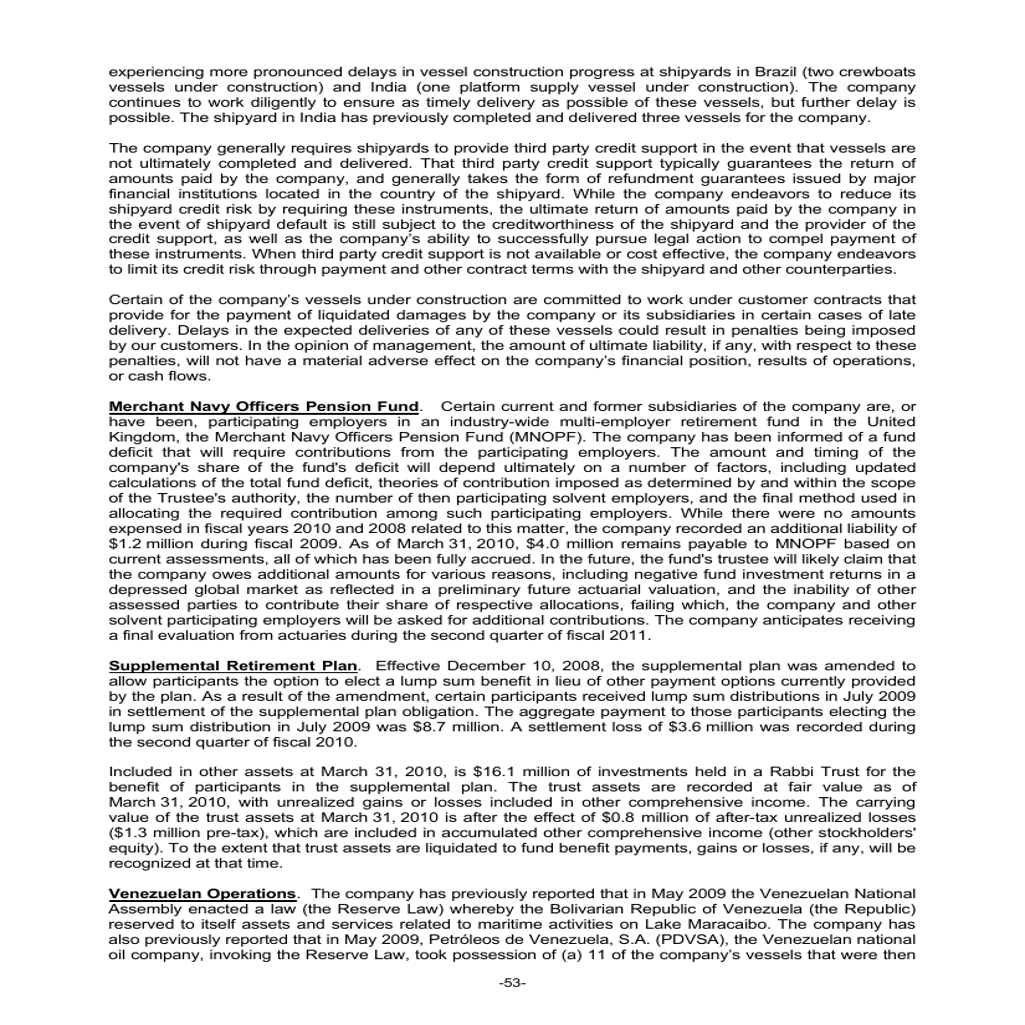 experiencing more pronounced delays in vessel construction progress at shipyards in Brazil (two crewboats
vessels under construction) and India (one platform supply vessel under construction). The company
continues to work diligently to ensure as timely delivery as possible of these vessels, but further delay is
possible. The shipyard in India has previously completed and delivered three vessels for the company.
The company generally requires shipyards to provide third party credit support in the event that vessels are
not ultimately completed and delivered. That third party credit support typically guarantees the return of
amounts paid by the company, and generally takes the form of refundment guarantees issued by major
financial institutions located in the country of the shipyard. While the company endeavors to reduce its
shipyard credit risk by requiring these instruments, the ultimate return of amounts paid by the company in
the event of shipyard default is still subject to the creditworthiness of the shipyard and the provider of the
credit support, as well as the company's ability to successfully pursue legal action to compel payment of
these instruments. When third party credit support is not available or cost effective, the company endeavors
to limit its credit risk through payment and other contract terms with the shipyard and other counterparties.
Certain of the company's vessels under construction are committed to work under customer contracts that
provide for the payment of liquidated damages by the company or its subsidiaries in certain cases of late
delivery. Delays in the expected deliveries of any of these vessels could result in penalties being imposed
by our customers. In the opinion of management, the amount of ultimate liability, if any, with respect to these
penalties, will not have a material adverse effect on the company's financial position, results of operations,
or cash flows.
Merchant Navy Officers Pension Fund. Certain current and former subsidiaries of the company are, or
have been, participating employers in an industry-wide multi-employer retirement fund in the United
Kingdom, the Merchant Navy Officers Pension Fund (MNOPF). The company has been informed of a fund
deficit that will require contributions from the participating employers. The amount and timing of the
company's share of the fund's deficit will depend ultimately on a number of factors, including updated
calculations of the total fund deficit, theories of contribution imposed as determined by and within the scope
of the Trustee's authority, the number of then participating solvent employers, and the final method used in
allocating the required contribution among such participating employers. While there were no amounts
expensed in fiscal years 2010 and 2008 related to this matter, the company recorded an additional liability of
$1.2 million during fiscal 2009. As of March 31, 2010, $4.0 million remains payable to MNOPF based on
current assessments, all of which has been fully accrued. In the future, the fund's trustee will likely claim that
the company owes additional amounts for various reasons, including negative fund investment returns in a
depressed global market as reflected in a preliminary future actuarial valuation, and the inability of other
assessed parties to contribute their share of respective allocations, failing which, the company and other
solvent participating employers will be asked for additional contributions. The company anticipates receiving
a final evaluation from actuaries during the second quarter of fiscal 2011.
Supplemental Retirement Plan. Effective December 10, 2008, the supplemental plan was amended to
allow participants the option to elect a lump sum benefit in lieu of other payment options currently provided
by the plan. As a result of the amendment, certain participants received lump sum distributions in July 2009
in settlement of the supplemental plan obligation. The aggregate payment to those participants electing the
lump sum distribution in July 2009 was $8.7 million. A settlement loss of $3.6 million was recorded during
the second quarter of fiscal 2010.
Included in other assets at March 31, 2010, is $16.1 million of investments held in a Rabbi Trust for the
benefit of participants in the supplemental plan. The trust assets are recorded at fair value as of
March 31, 2010, with unrealized gains or losses included in other comprehensive income. The carrying
value of the trust assets at March 31, 2010 is after the effect of $0.8 million of after-tax unrealized losses
($1.3 million pre-tax), which are included in accumulated other comprehensive income (other stockholders'
equity). To the extent that trust assets are liquidated to fund benefit payments, gains or losses, if any, will be
recognized at that time.
Venezuelan Operations. The company has previously reported that in May 2009 the Venezuelan National
Assembly enacted a law (the Reserve Law) whereby the Bolivarian Republic of Venezuela (the Republic)
reserved to itself assets and services related to maritime activities on Lake Maracaibo. The company has
also previously reported that in May 2009, Petróleos de Venezuela, S.A. (PDVSA), the Venezuelan national
oil company, invoking the Reserve Law, took possession of (a) 11 of the company's vessels that were then
-53-